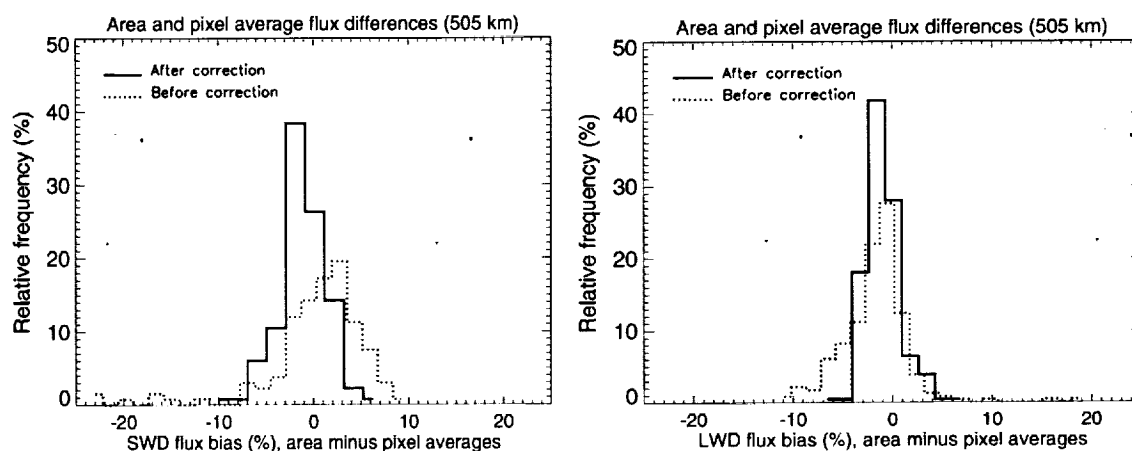 Area and pixel average flux differences (505 km)
50
40
30
20
10
0
Relative frequency (%)
After correction
Before correction
-20
-10
0
10
20
SWD flux bias (%), area minus pixel averages
Area and pixel average flux differences (505 km)
50
40
30
20
10
0
Relative frequency (%)
After correction
Before correction
-20
-10
0
10
20
LWD flux bias (%), area minus pixel averages